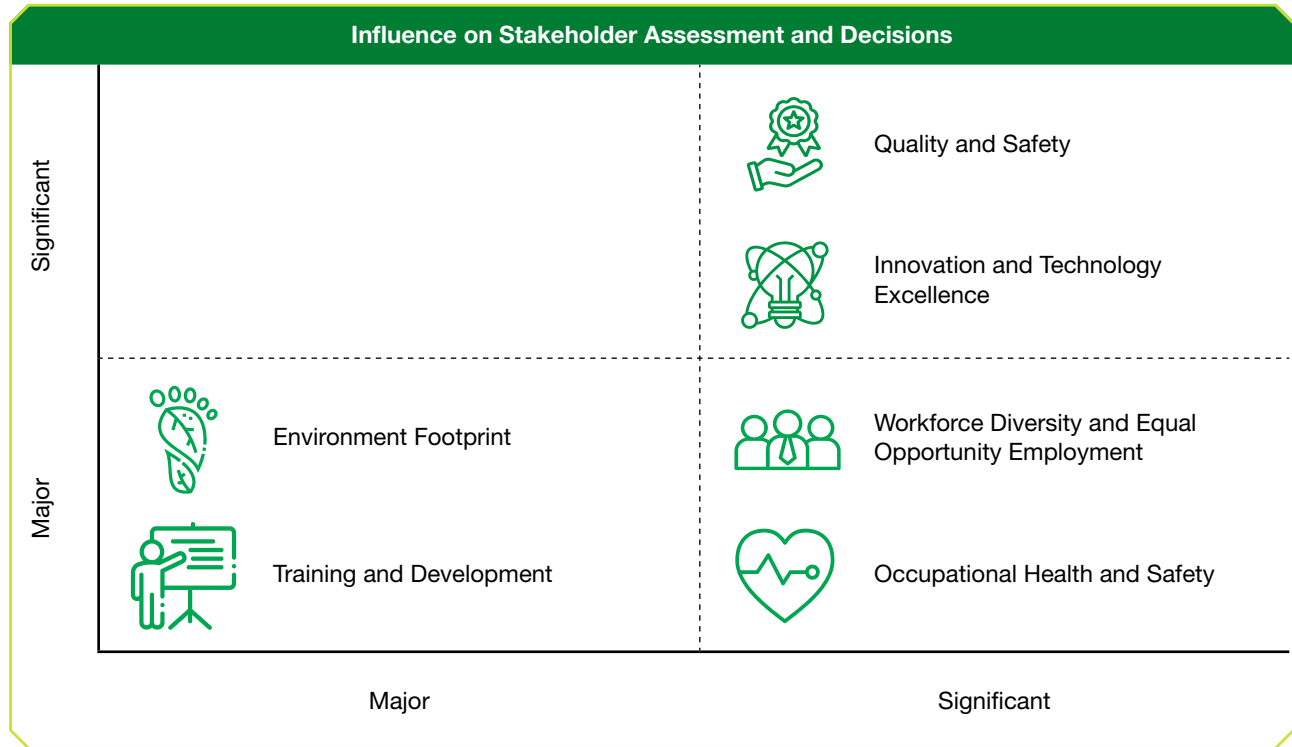 Influence on Stakeholder Assessment and Decisions
Significant
Quality and Safety
Innovation and Technology
Excellence
Major
Environment Footprint
Workforce Diversity and Equal
Opportunity Employment
Training and Development
Occupational Health and Safety
Major
Significant